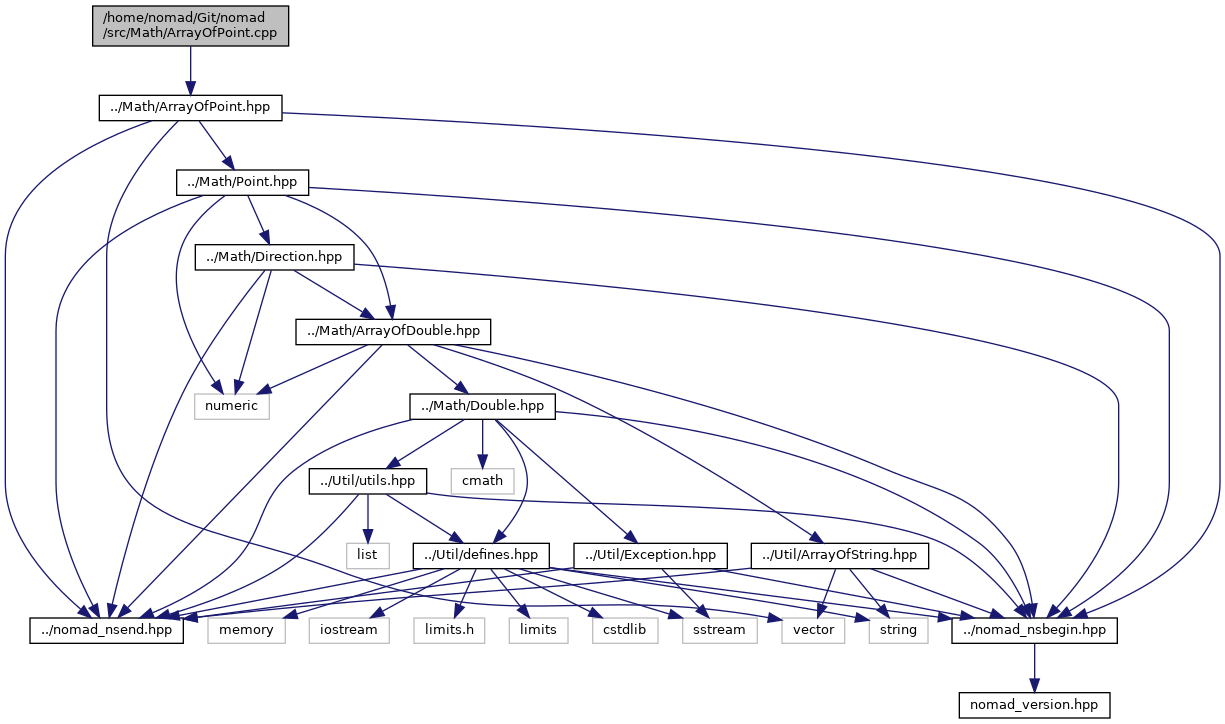 /home/nomad/Git/nomad
/src/Math/ArrayOfPoint.cpp
../Math/ArrayOfPoint.hpp
../Math/Point.hpp
../Math/Direction.hpp
../Math/ArrayOfDouble.hpp
numeric
../Math/Double.hpp
../Util/utils.hpp
cmath
list
../Util/defines.hpp
../Util/Exception.hpp
../Util/ArrayOfString.hpp
../nomad_nsend.hpp
memory
iostream
limits.h
limits
cstdlib
sstream
vector
string
../nomad_nsbegin.hpp
nomad_version.hpp